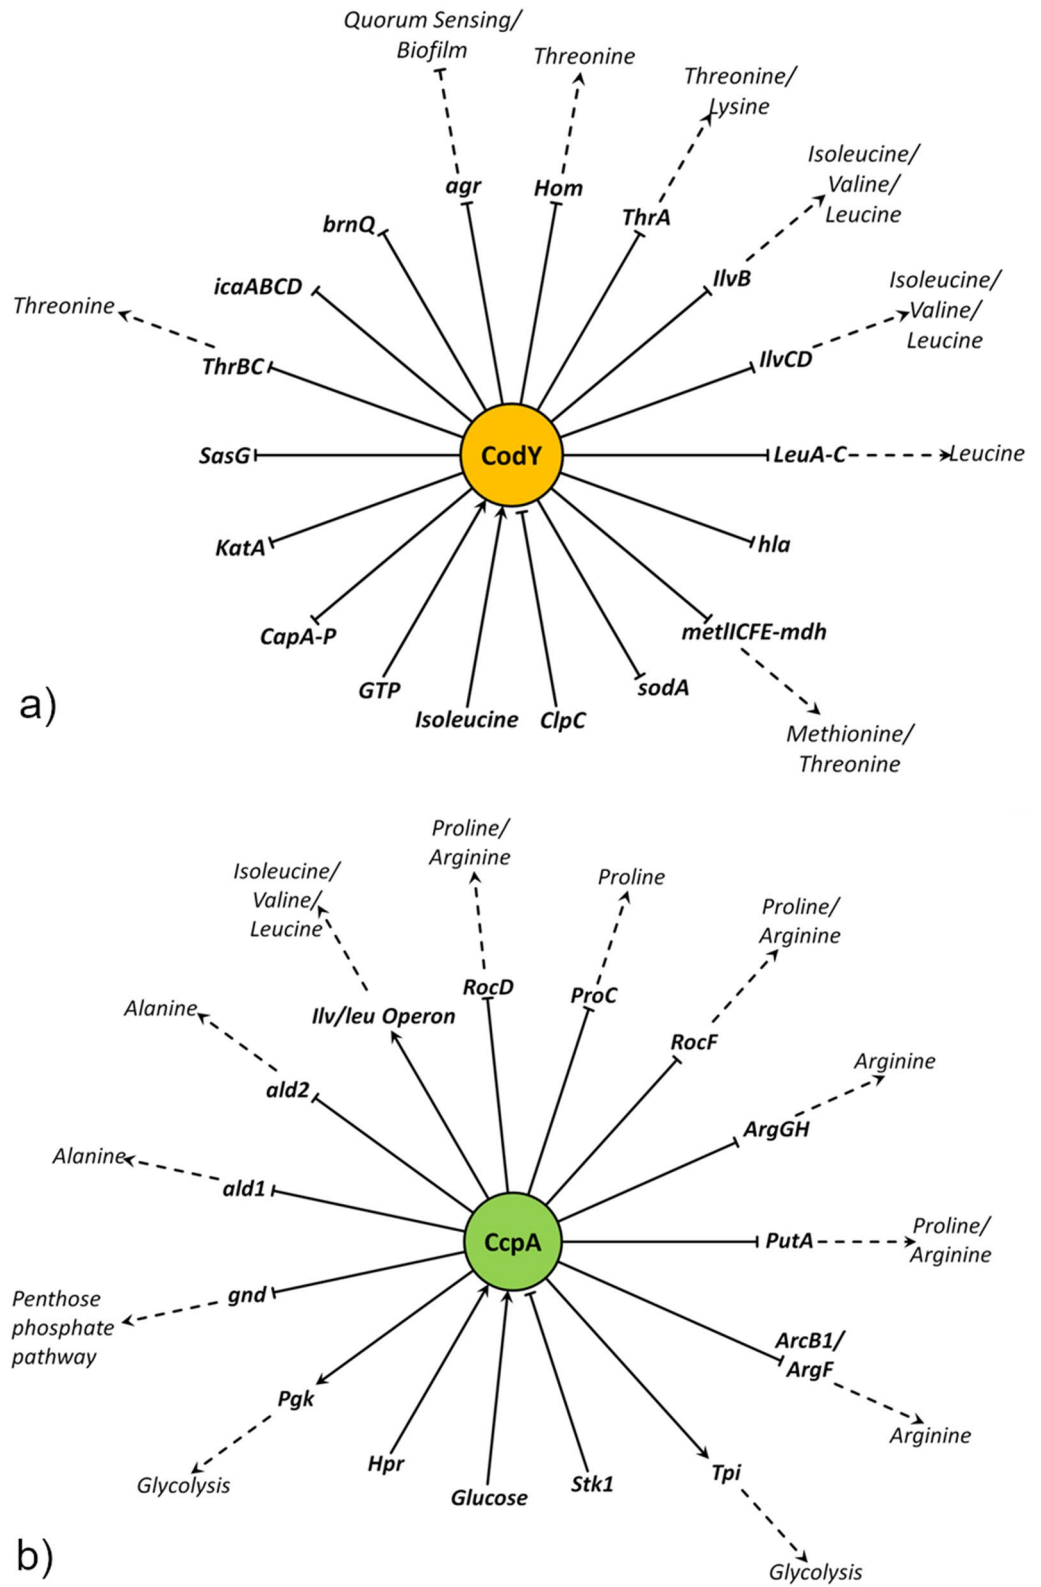 Quorum Sensing/
Biofilm
Threonine
Threonine/
Lysine
Isoleucine/
Valine/
Leucine
agr
Hom
ThrA
brnQ
IlvB
icaABCD
Isoleucine/
Valine/
Leucine
Threonine
ThrBC
IlvCD
SasG
CodY
LeuA-C
Leucine
KatA
hla
CapA-P
metIICFE-mdh
GTP
Isoleucine
ClpC
sodA
a)
Methionine/
Threonine
Proline/
Arginine
Isoleucine/
Valine/
Leucine
Proline
Proline/
Arginine
RocD
ProC
Alanine
Ilv/leu Operon
RocF
Arginine
ald2
ArgGH
Alanine
ald1
CcpA
PutA
Proline/
Arginine
gnd
Penthose
phosphate
pathway
ArcB1/
ArgF
Pgk
Arginine
Hpr
Tpi
Glycolysis
Glucose
Stk1
b)
Glycolysis